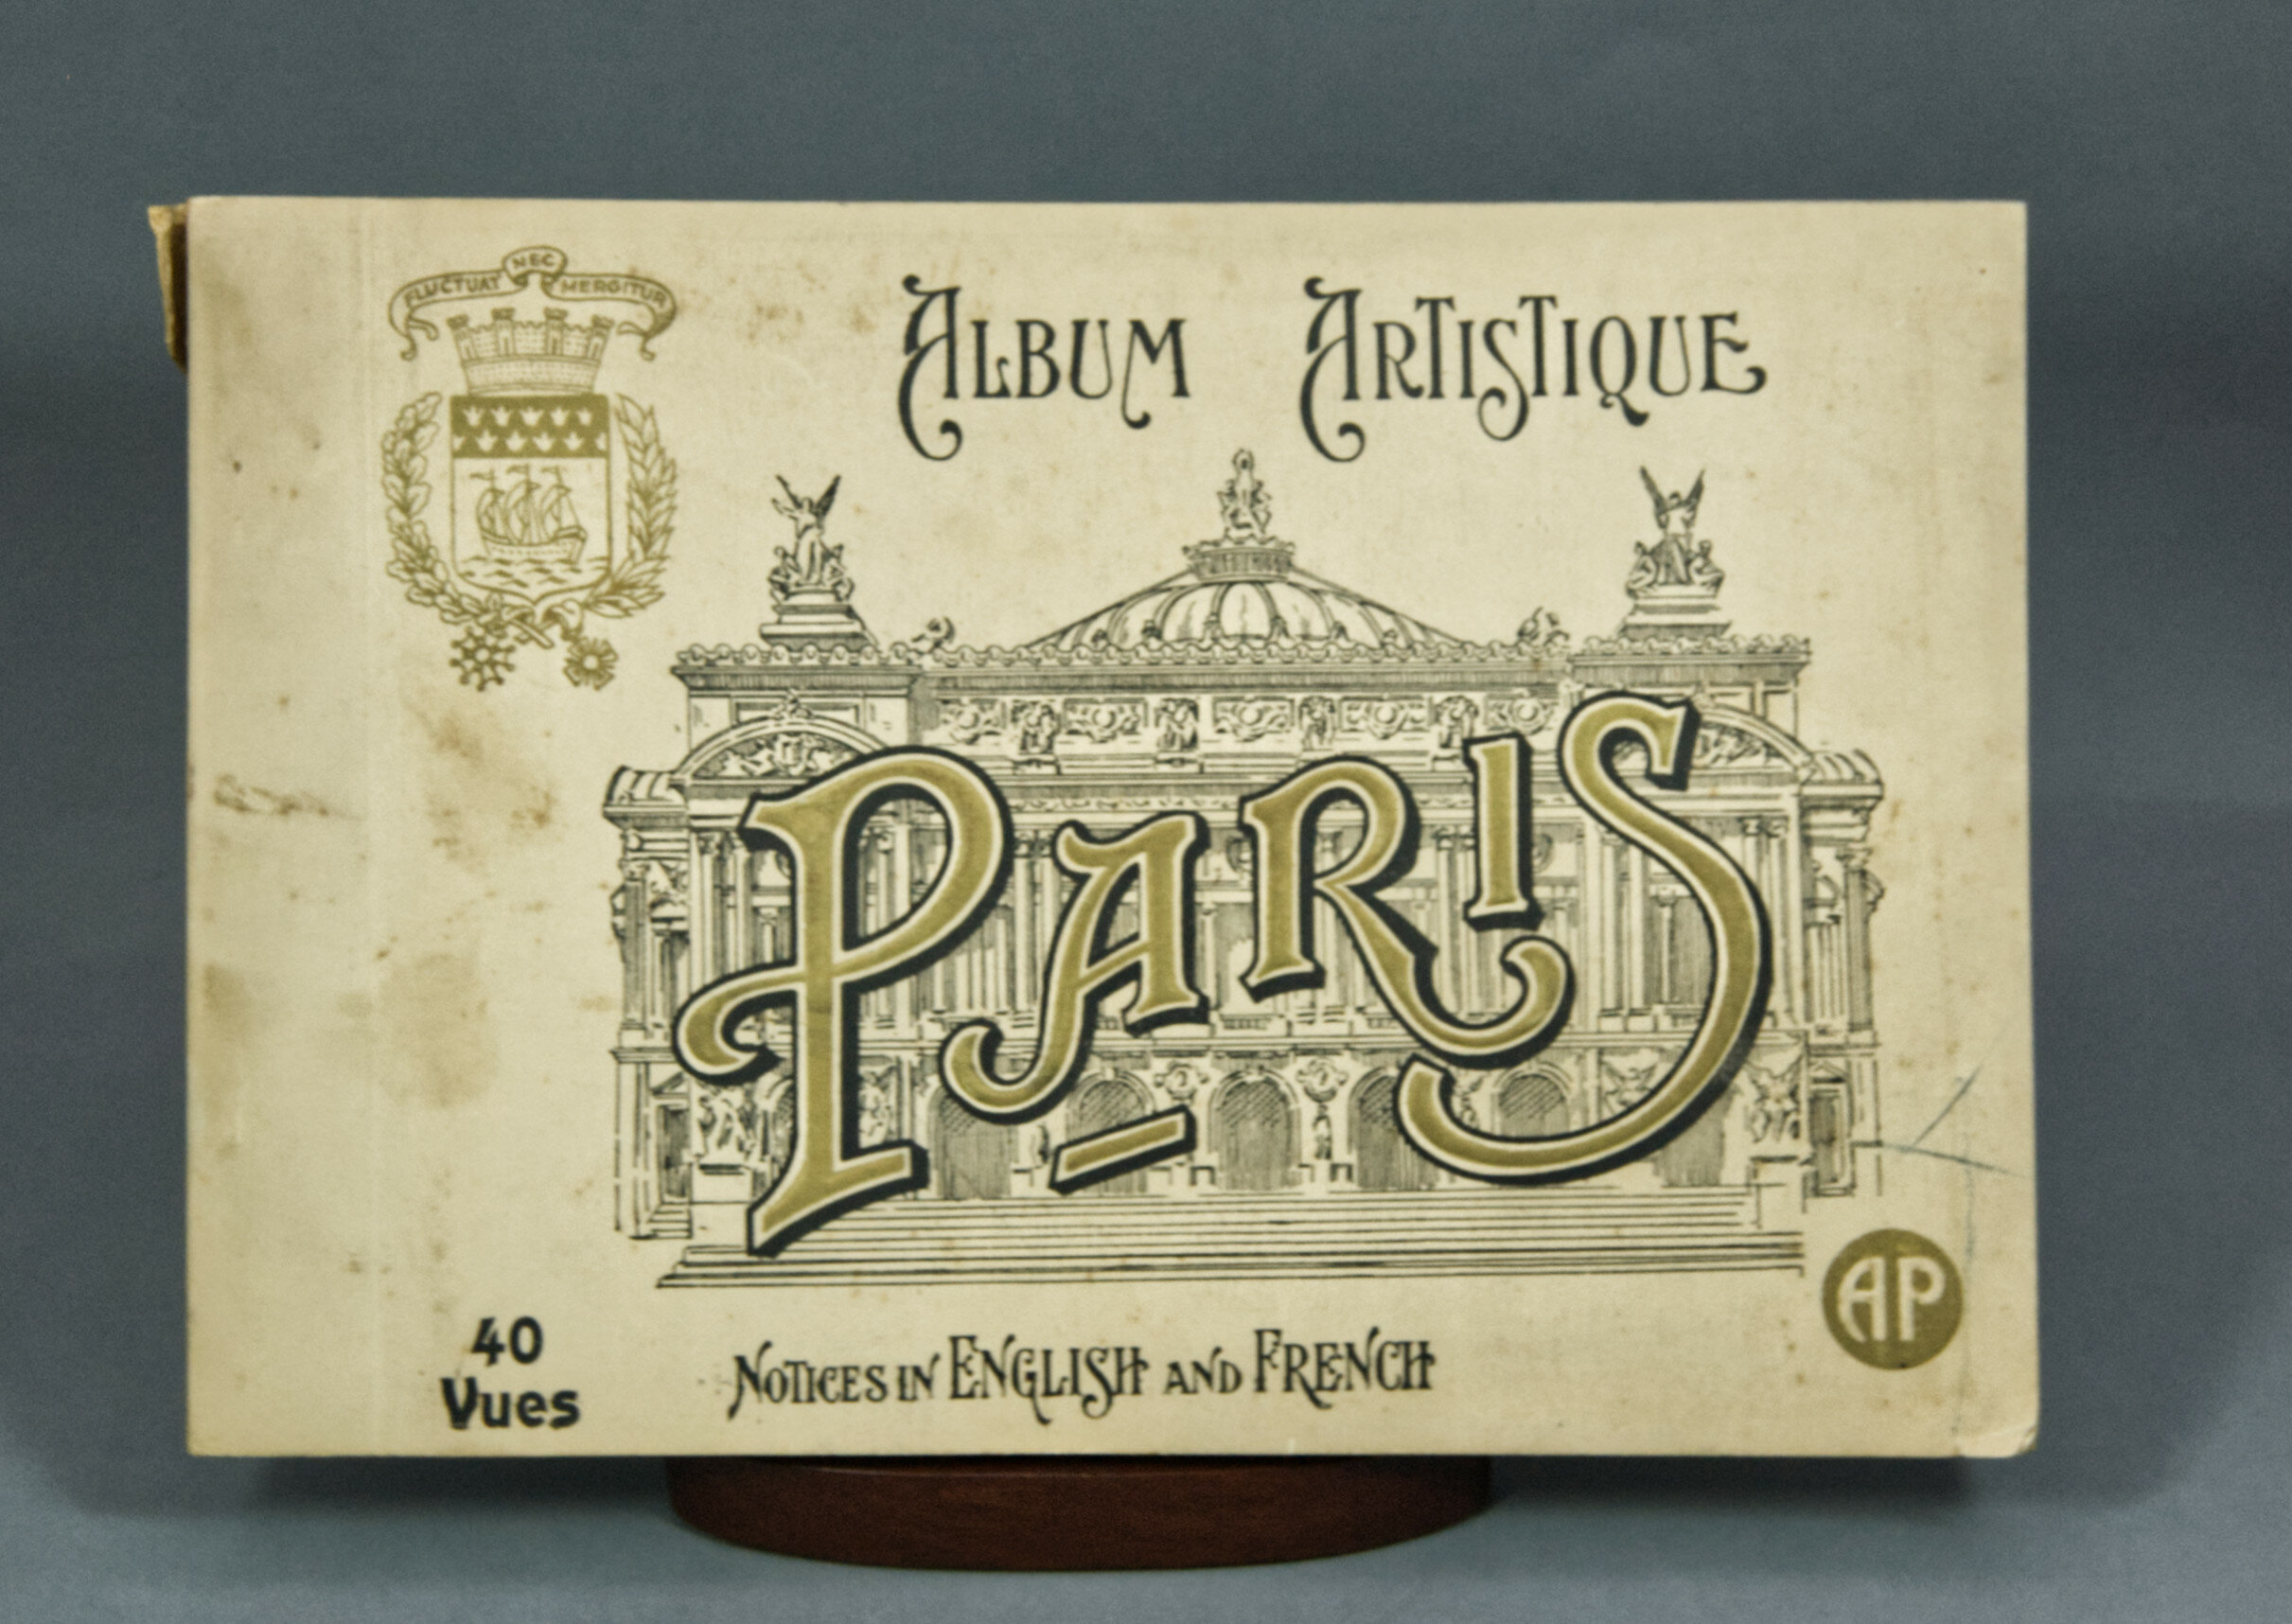 FLUCTUAT NEC MERGITUR
ALBUM ARTISTIQUE
PARIS
AP
40
Vues
NOTICES IN ENGLISH AND FRENCH